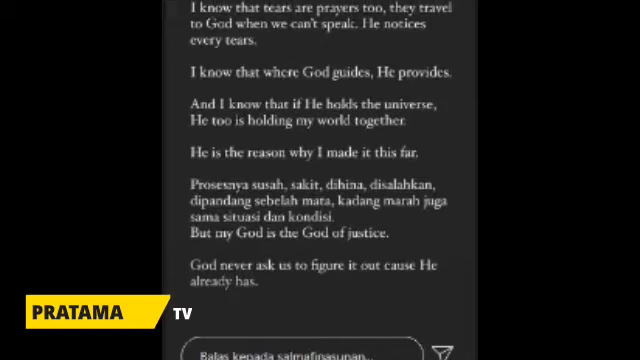 I know that tears are prayers too, they travel
to God when we can't speak. He notices
every tears.
I know that where God guides, He provides.
And I know that if He holds the universe,
He too is holding my world together.
He is the reason why I made it this far.
Prosesnya susah, sakit, dihina, disalahkan,
dipandang sebelah mata, kadang marah juga
sama situasi dan kondisi.
But my God is the God of justice.
God never ask us to figure it out cause He
already has.
PRATAMA TV
Balas kepada salmafinasunan...